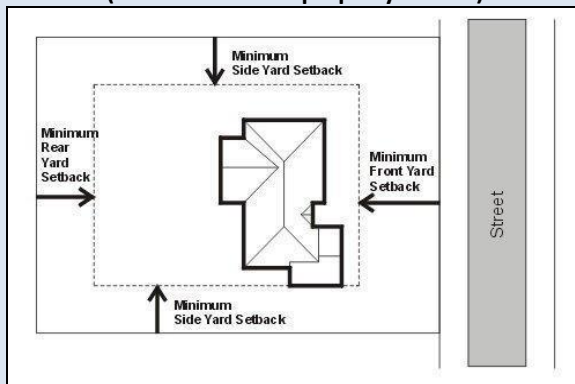 Minimum
Side Yard Setback
Minimum
Rear
Yard
Setback
Minimum
Front Yard
Setback
Street
Minimum
Side Yard Setback